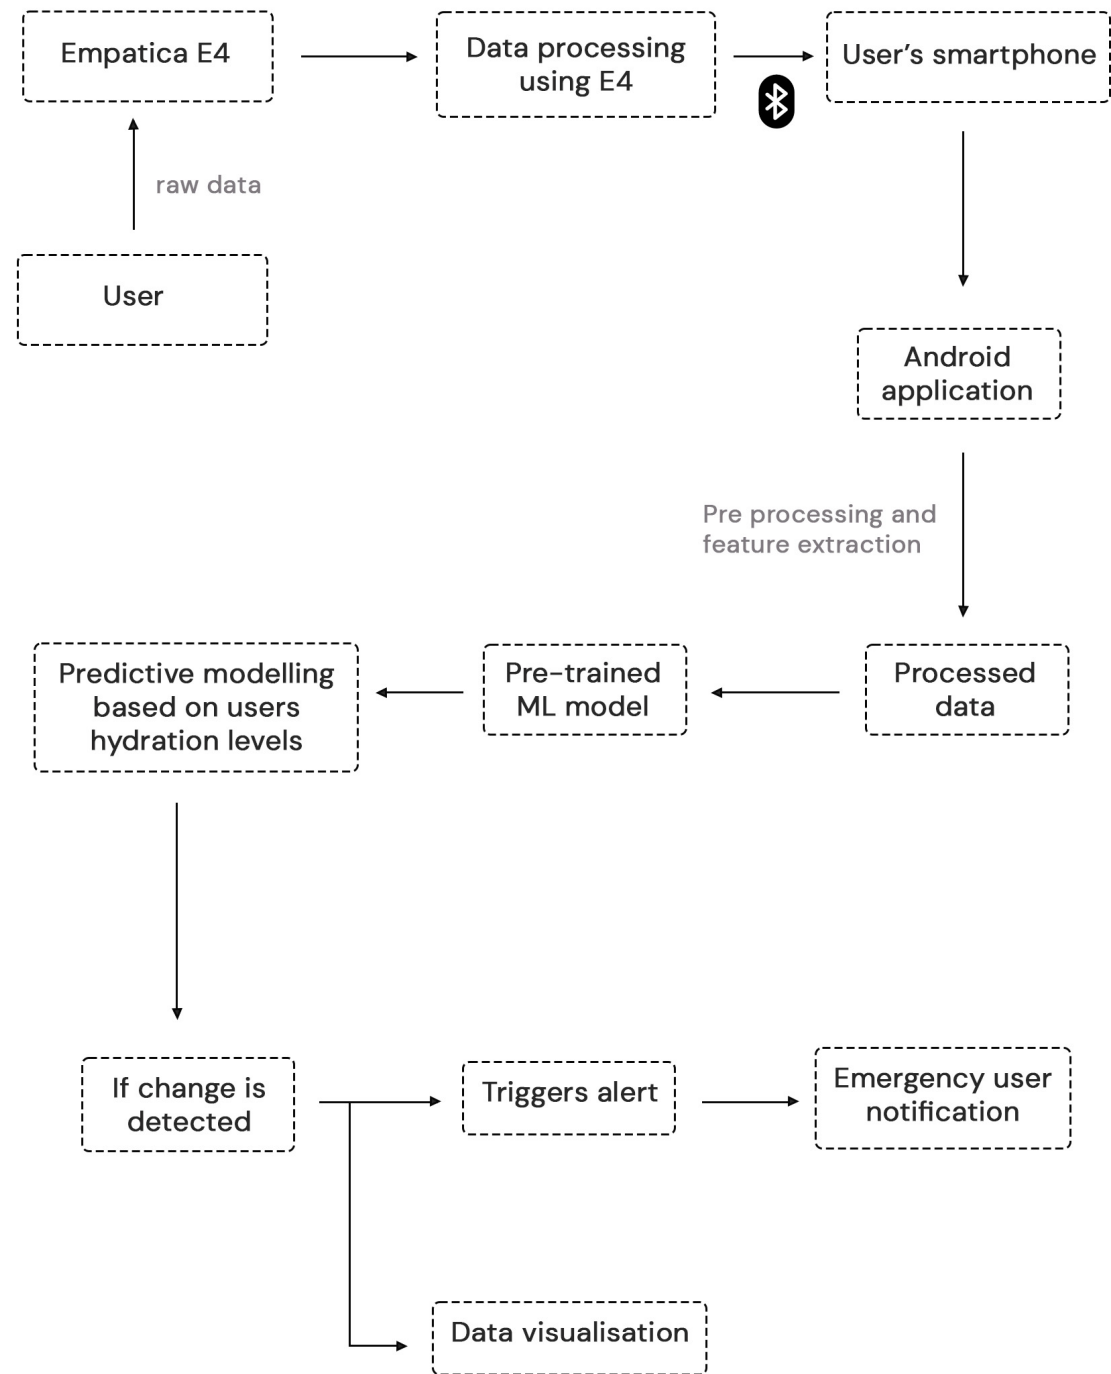 Empatica E4
Data processing
using E4
User’s smartphone
raw data
User
Android
application
Pre processing and
feature extraction
Processed
data
Pre-trained
ML model
Predictive modelling
based on users
hydration levels
If change is
detected
Triggers alert
Emergency user
notification
Data visualisation